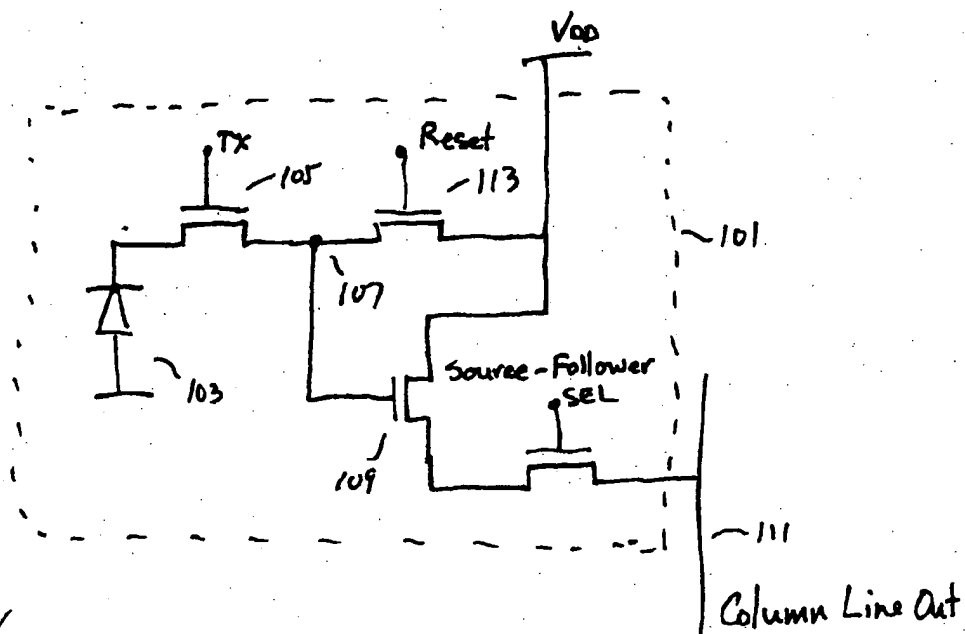 VDD
TX
Reset
105
113
101
107
103
Source-Follower
SEL
109
111
Column Line Out